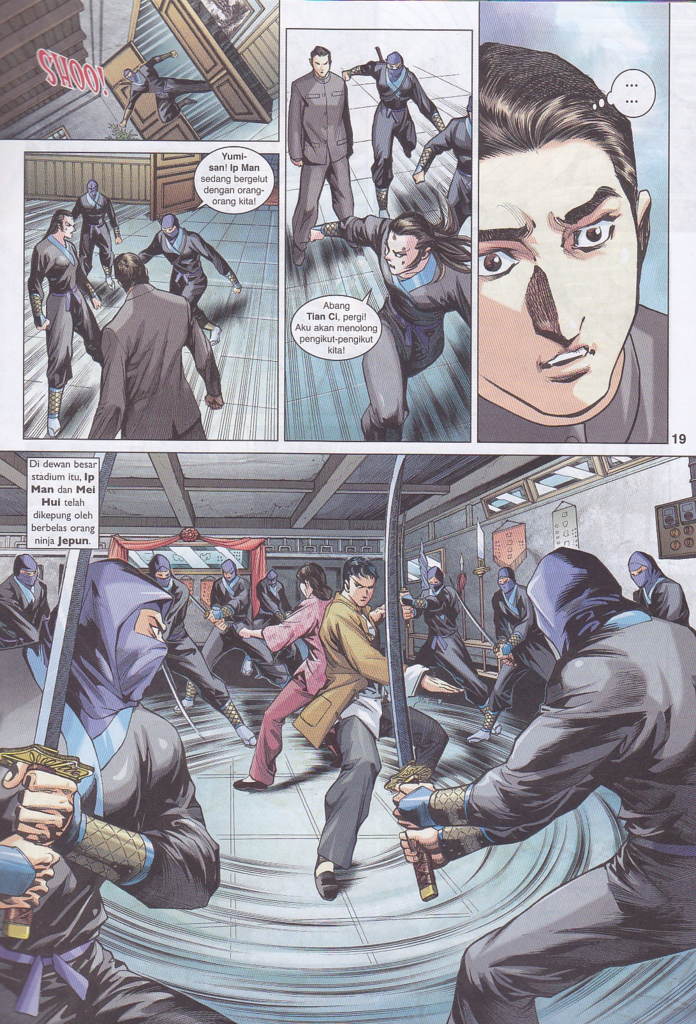 SHOO!
Yumi-
san! Ip Man
sedang bergelut
dengan orang-
orang kita!
Abang
Tian Ci, pergi!
Aku akan menolong
pengikut-pengikut
kita!
... 
...
19
Di dewan besar
stadium itu, Ip
Man dan Mei
Hui telah
dikepung oleh
berbelas orang
ninja Jepun.